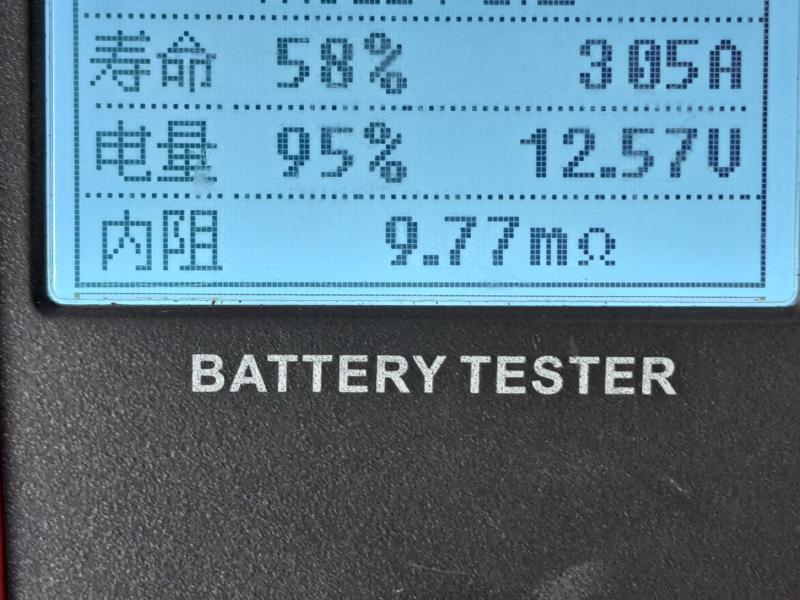 寿命 58% 305A
电量 95% 12.57V
内阻 9.77mΩ
BATTERY TESTER